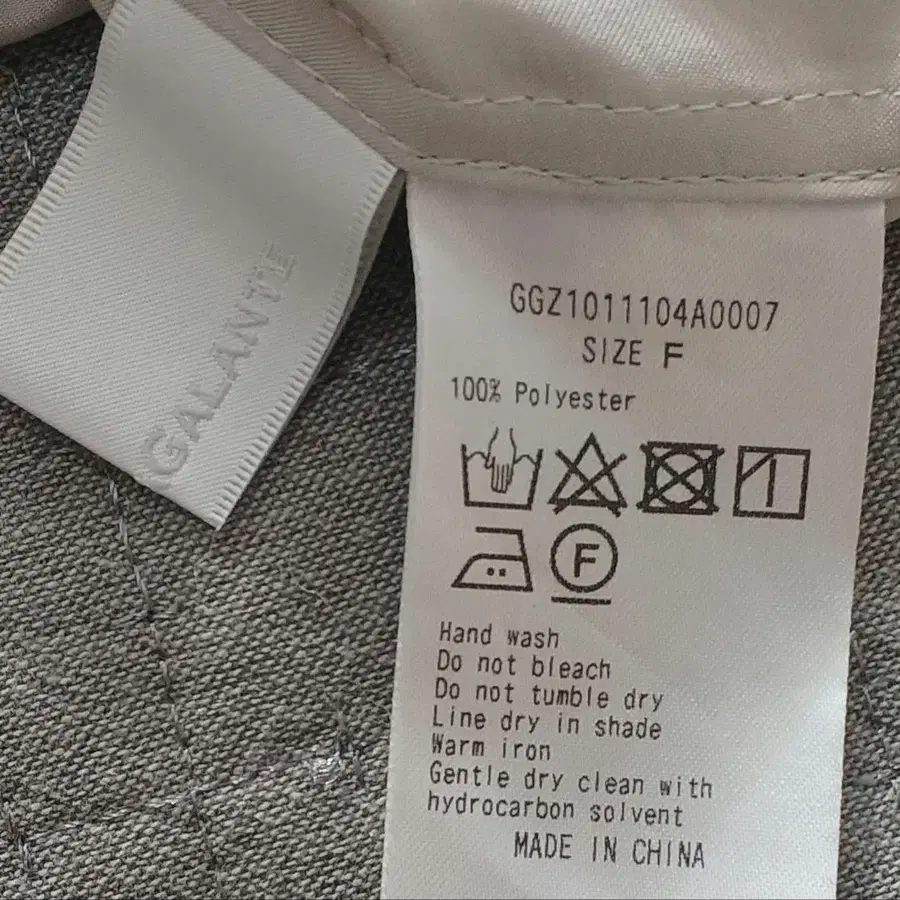 GALANTE
GGZ1011104A0007
SIZE F
100% Polyester
F
Hand wash
Do not bleach
Do not tumble dry
Line dry in shade
Warm iron
Gentle dry clean with
hydrocarbon solvent
MADE IN CHINA